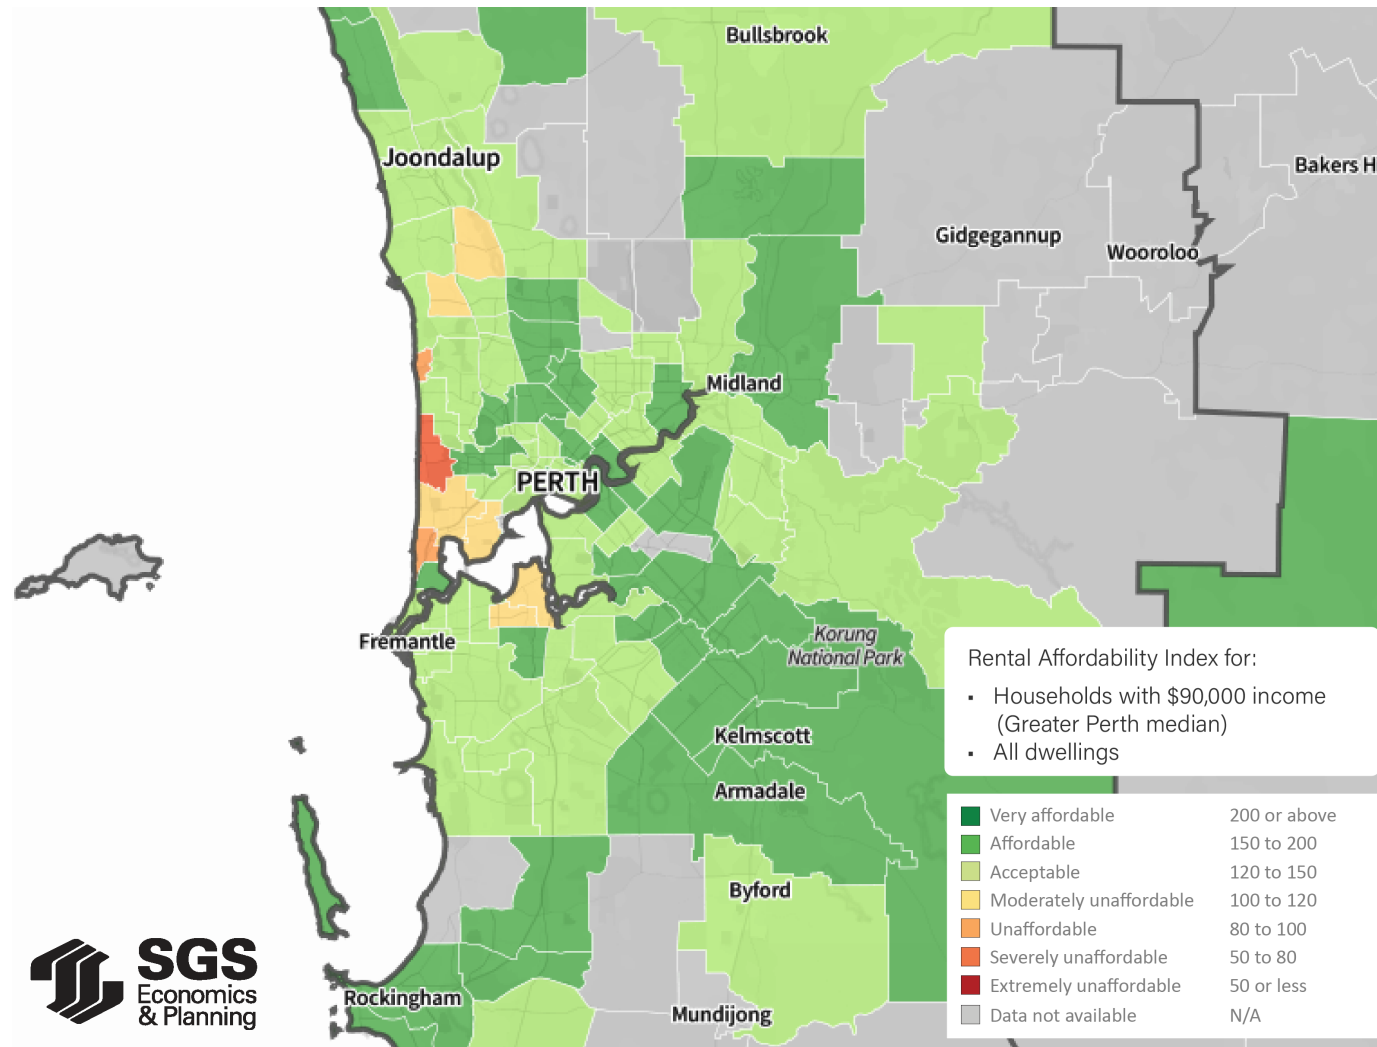 Bullsbrook
Joondalup
Bakers H
Gidgegannup
Wooroloo
Midland
PERTH
Fremantle
Korung
National Park
Kelmscott
Armadale
Byford
Rockingham
Mundijong
Rental Affordability Index for:
• Households with $90,000 income
(Greater Perth median)
• All dwellings
Very affordable 200 or above
Affordable 150 to 200
Acceptable 120 to 150
Moderately unaffordable 100 to 120
Unaffordable 80 to 100
Severely unaffordable 50 to 80
Extremely unaffordable 50 or less
Data not available N/A
SGS
Economics
& Planning